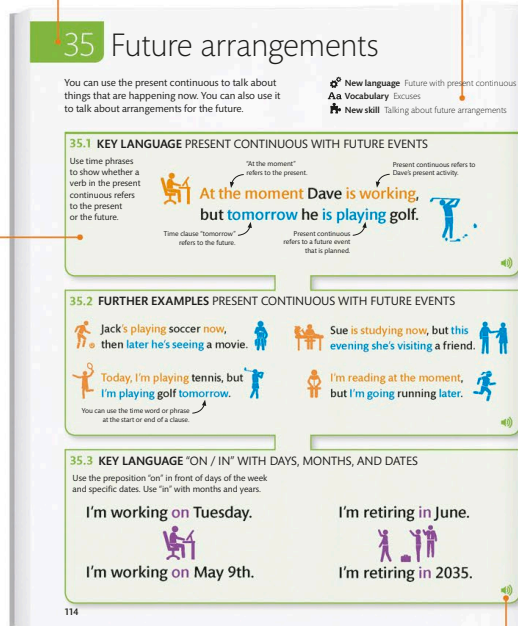 35 Future arrangements
You can use the present continuous to talk about
things that are happening now. You can also use it
to talk about arrangements for the future.
New language Future with present continuous
Aa Vocabulary Excuses
New skill Talking about future arrangements
35.1 KEY LANGUAGE PRESENT CONTINUOUS WITH FUTURE EVENTS
Use time phrases
to show whether a
verb in the present
continuous refers
to the present
or the future.
"At the moment"
refers to the present.
Present continuous refers to
Dave's present activity.
At the moment Dave is working,
but tomorrow he is playing golf.
Time clause "tomorrow"
refers to the future.
Present continuous
refers to a future event
that is planned.
35.2 FURTHER EXAMPLES PRESENT CONTINUOUS WITH FUTURE EVENTS
Jack's playing soccer now,
then later he's seeing a movie.
Sue is studying now, but this
evening she's visiting a friend.
Today, I'm playing tennis, but
I'm playing golf tomorrow.
I'm reading at the moment,
but I'm going running later.
You can use the time word or phrase
at the start or end of a clause.
35.3 KEY LANGUAGE "ON / IN" WITH DAYS, MONTHS, AND DATES
Use the preposition "on" in front of days of the week
and specific dates. Use "in" with months and years.
I'm working on Tuesday.
I'm working on May 9th.
I'm retiring in June.
I'm retiring in 2035.
114